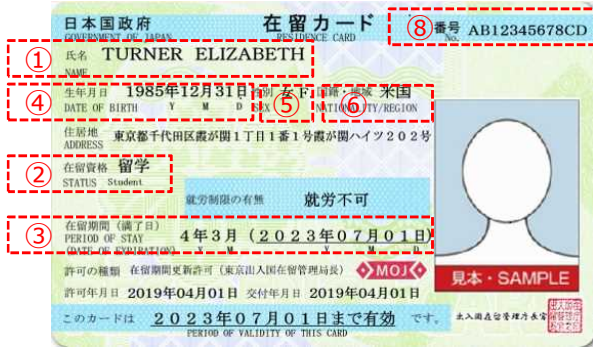 日本国政府 在留カード ⑧ 番号 AB12345678CD
GOVERNMENT OF JAPAN RESIDENCE CARD No.
① 氏名 TURNER ELIZABETH
NAME
④ 生年月日 1985年12月31日 ⑤ 性別 女 F. ⑥ 国籍・地域 米国
DATE OF BIRTH Y M D SEX NATIONALITY/REGION
住居地 東京都千代田区霞が関1丁目1番1号霞が関ハイツ202号
ADDRESS
② 在留資格 留学
STATUS Student
就労制限の有無 就労不可
③ 在留期間(満了日) 4年3月(2023年07月01日)
PERIOD OF STAY
(DATE OF EXPIRATION) Y M Y M D
許可の種類 在留期間更新許可(東京出入国在留管理局長) MOJ
見本・SAMPLE
許可年月日 2019年04月01日 交付年月日 2019年04月01日
このカードは 2023年07月01日まで有効 です。 出入国在留管理庁長官
PERIOD OF VALIDITY OF THIS CARD